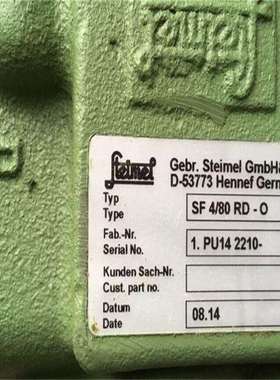 Steimel
Gebr. Steimel GmbH&
D-53773 Hennef Germ
Typ
Type
SF 4/80 RD - O
Fab.-Nr.
Serial No.
1. PU14 2210-
Kunden Sach-Nr.
Cust. part no.
Datum
Date
08.14